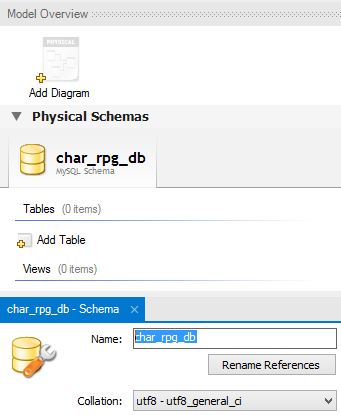 Model Overview
PHYSICAL
Add Diagram
Physical Schemas
char_rpg_db
MySQL Schema
Tables (0 items)
Add Table
Views (0 items)
char_rpg_db - Schema
Name: char_rpg_db
Rename References
Collation: utf8 - utf8_general_ci